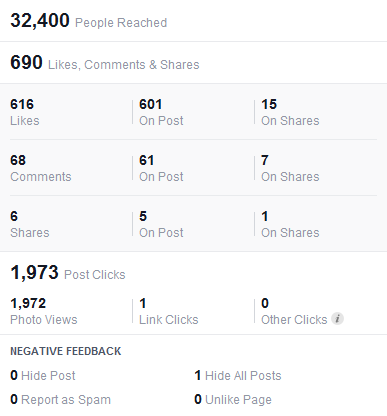 32,400 People Reached
690 Likes, Comments & Shares
616 601 15
Likes On Post On Shares
68 61 7
Comments On Post On Shares
6 5 1
Shares On Post On Shares
1,973 Post Clicks
1,972 1 0
Photo Views Link Clicks Other Clicks i
NEGATIVE FEEDBACK
0 Hide Post 1 Hide All Posts
0 Report as Spam 0 Unlike Page